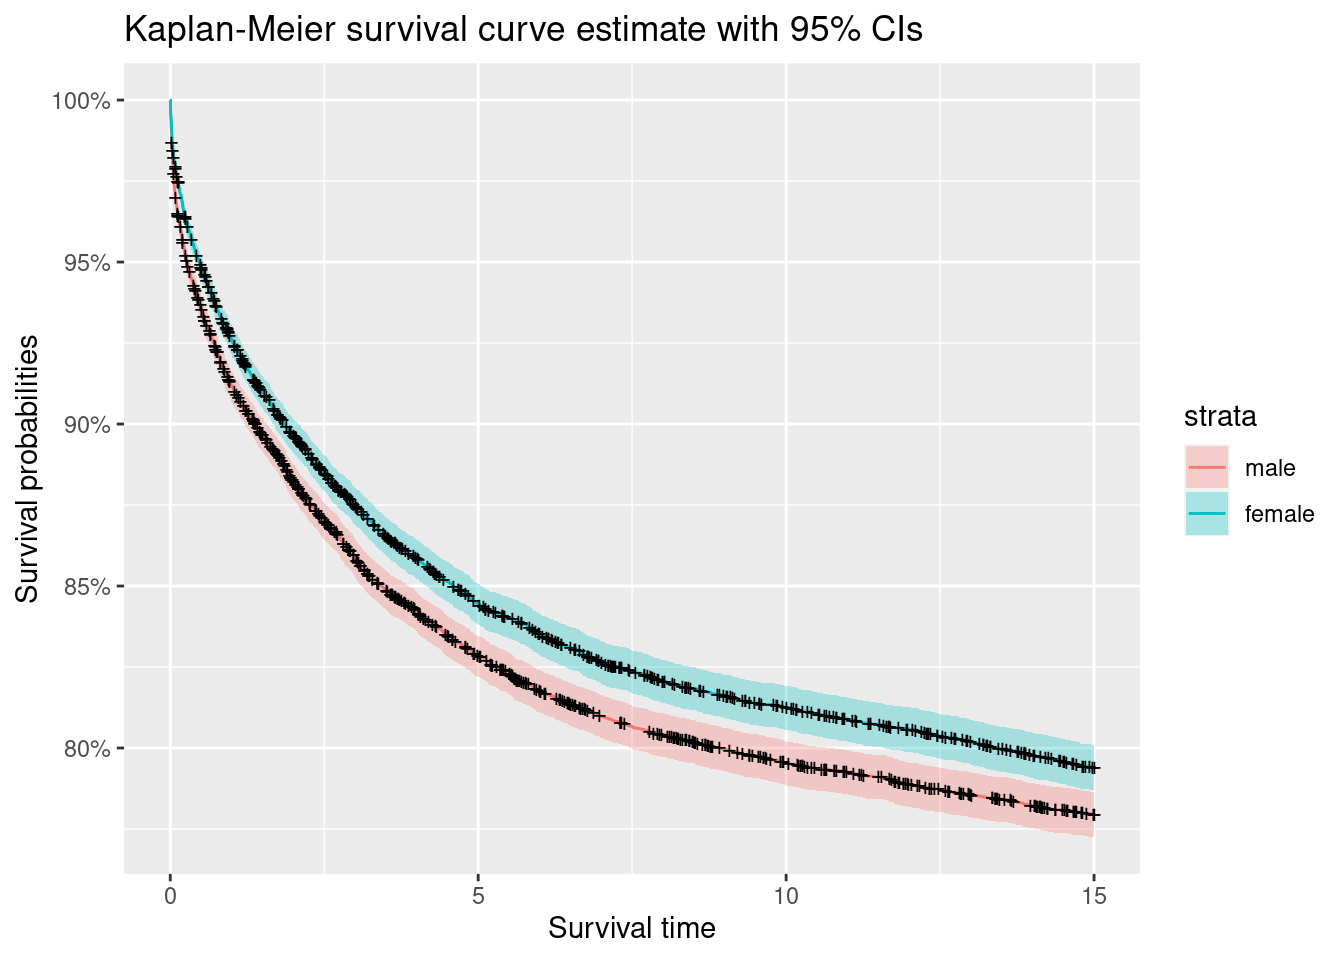 Kaplan-Meier survival curve estimate with 95% CIs
100%
95%
90%
85%
80%
Survival probabilities
0
5
10
15
Survival time
strata
male
female